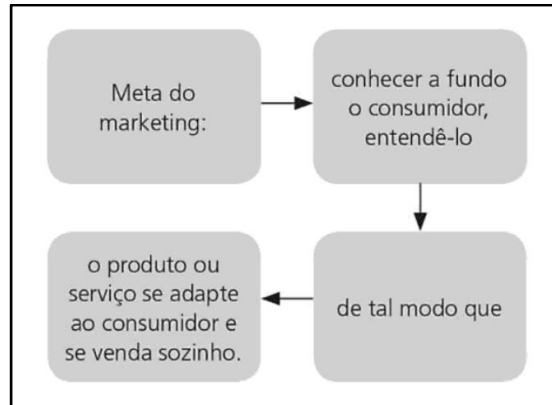 Meta do
marketing:
conhecer a fundo
o consumidor,
entendê-lo
de tal modo que
o produto ou
serviço se adapte
ao consumidor e
se venda sozinho.